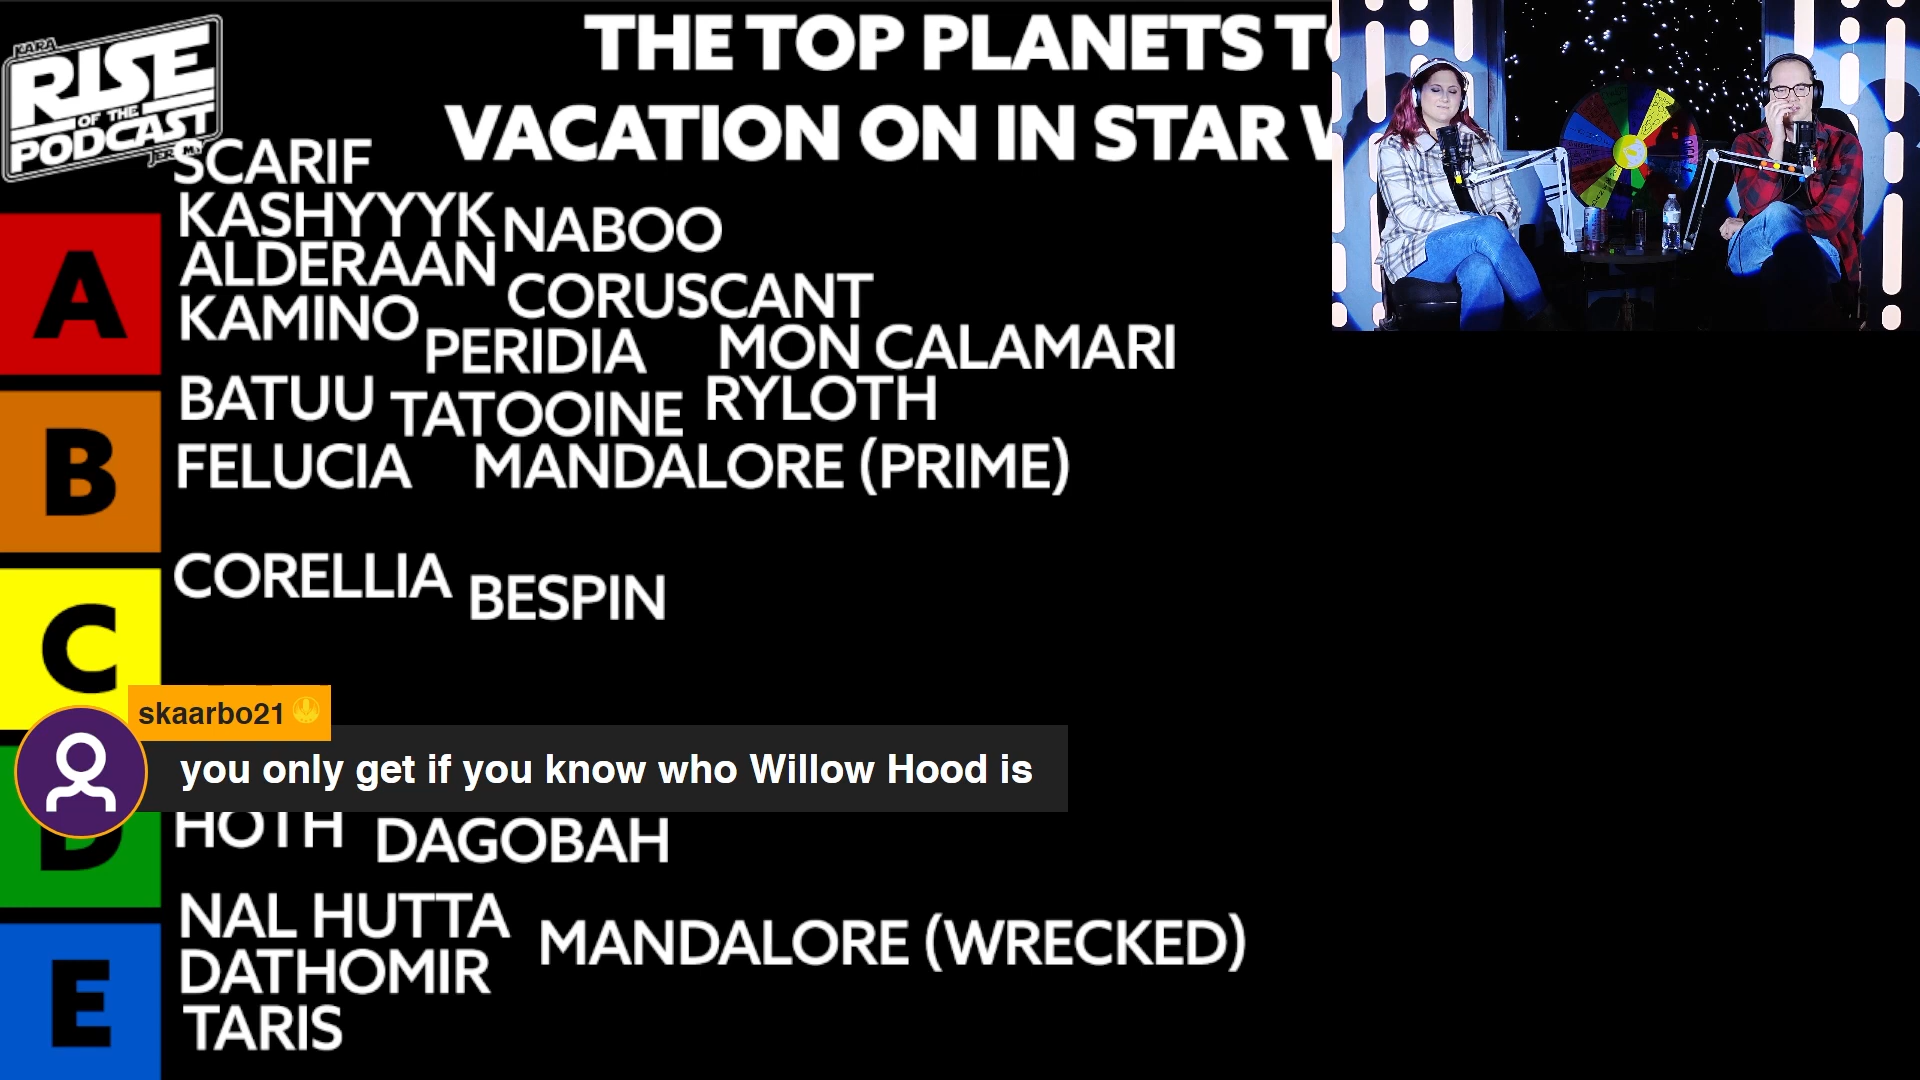 KARA
RISE
OF THE
PODCAST
THE TOP PLANETS TO
VACATION ON IN STAR W
SCARIF
KASHYYYK NABOO
ALDERAAN CORUSCANT
KAMINO PERIDIA MON CALAMARI
A
BATUU TATOOINE RYLOTH
FELUCIA MANDALORE (PRIME)
B
CORELLIA BESPIN
C
skaarbo21
you only get if you know who Willow Hood is
HOTH DAGOBAH
D
NAL HUTTA MANDALORE (WRECKED)
DATHOMIR
TARIS
E